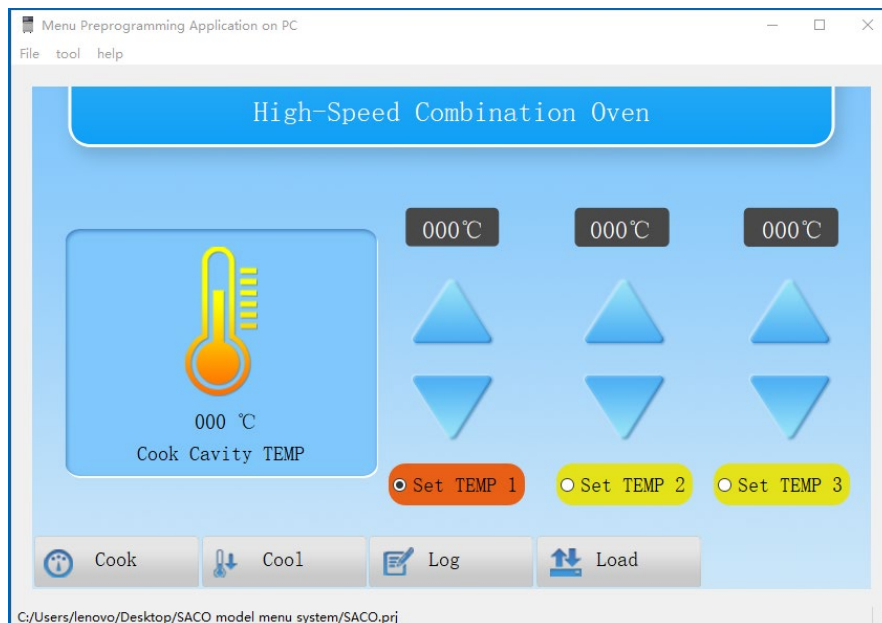 Menu Preprogramming Application on PC
File tool help
High-Speed Combination Oven
000℃ 000℃ 000℃
000 ℃
Cook Cavity TEMP
Set TEMP 1 Set TEMP 2 Set TEMP 3
Cook Cool Log Load
C:/Users/lenovo/Desktop/SACO model menu system/SACO.prj